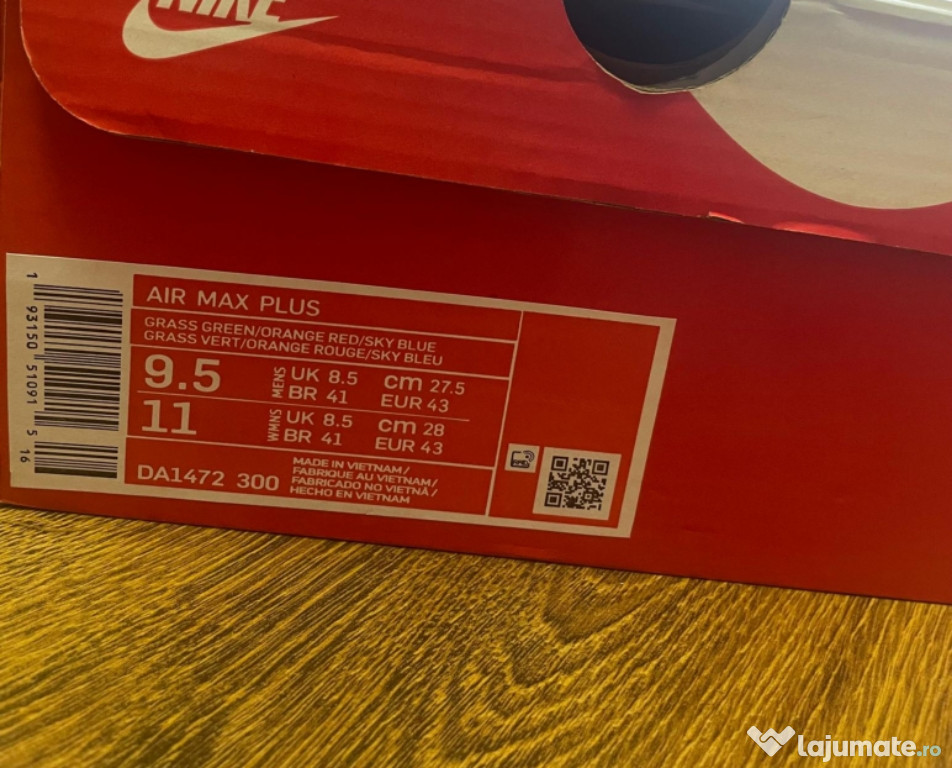 NIKE
AIR MAX PLUS
GRASS GREEN/ORANGE RED/SKY BLUE
GRASS VERT/ORANGE ROUGE/SKY BLEU
9.5 MENS UK 8.5 cm 27.5
BR 41 EUR 43
11 WMNS UK 8.5 cm 28
BR 41 EUR 43
DA1472 300
MADE IN VIETNAM/
FABRIQUE AU VIETNAM/
FABRICADO NO VIETNÃ/
HECHO EN VIETNAM
1 93150 51091 5 16
lajumate.ro